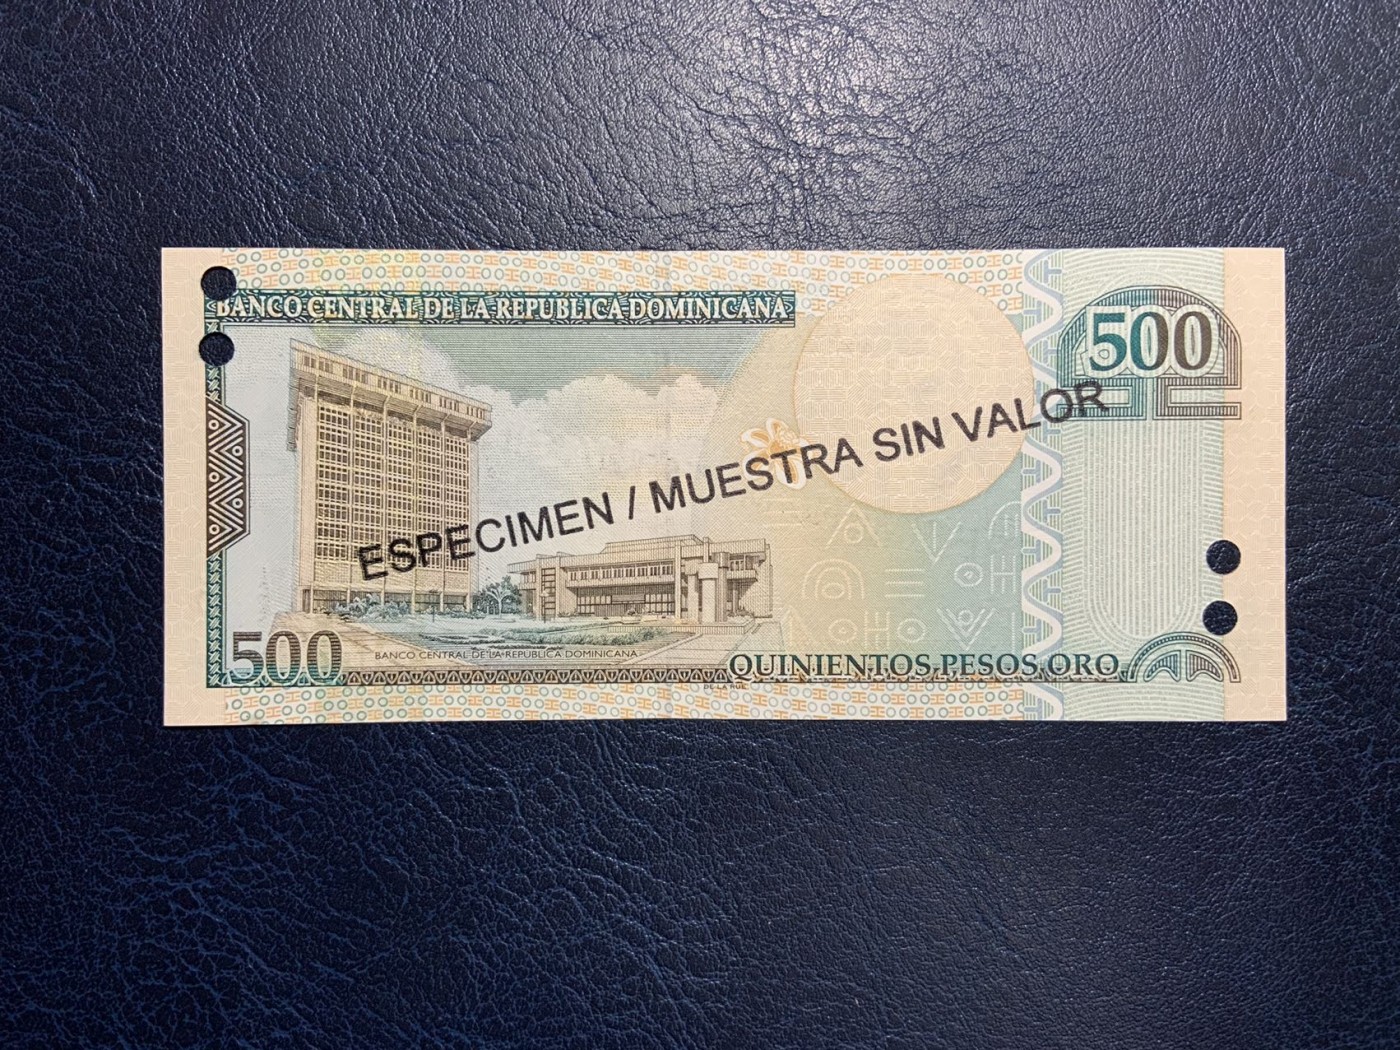 BANCO CENTRAL DE LA REPUBLICA DOMINICANA
500
ESPECIMEN / MUESTRA SIN VALOR
500
BANCO CENTRAL DE LA REPUBLICA DOMINICANA
QUINIENTOS PESOS ORO
DE LA RUE